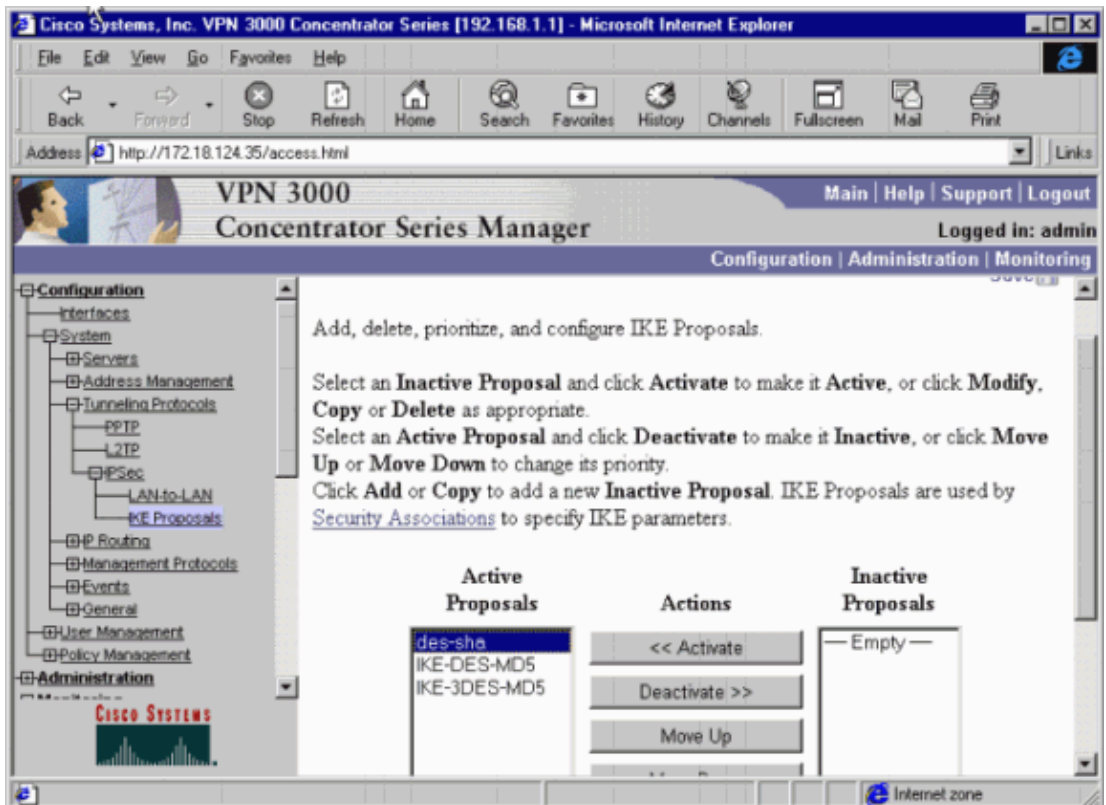 Cisco Systems, Inc. VPN 3000 Concentrator Series [192.168.1.1] - Microsoft Internet Explorer
File Edit View Go Favorites Help
Back Forward Stop Refresh Home Search Favorites History Channels Fullscreen Mail Print
Address http://172.18.124.35/access.html Links
VPN 3000
Concentrator Series Manager
Main | Help | Support | Logout
Logged in: admin
Configuration | Administration | Monitoring
Configuration
Interfaces
System
Servers
Address Management
Tunneling Protocols
PPTP
L2TP
IPSec
LAN-to-LAN
IKE Proposals
IP Routing
Management Protocols
Events
General
User Management
Policy Management
Administration
Monitoring
CISCO SYSTEMS
Save
Add, delete, prioritize, and configure IKE Proposals.
Select an Inactive Proposal and click Activate to make it Active, or click Modify,
Copy or Delete as appropriate.
Select an Active Proposal and click Deactivate to make it Inactive, or click Move
Up or Move Down to change its priority.
Click Add or Copy to add a new Inactive Proposal. IKE Proposals are used by
Security Associations to specify IKE parameters.
Active
Proposals
des-sha
IKE-DES-MD5
IKE-3DES-MD5
Actions
<< Activate
Deactivate >>
Move Up
Inactive
Proposals
— Empty —
Internet zone